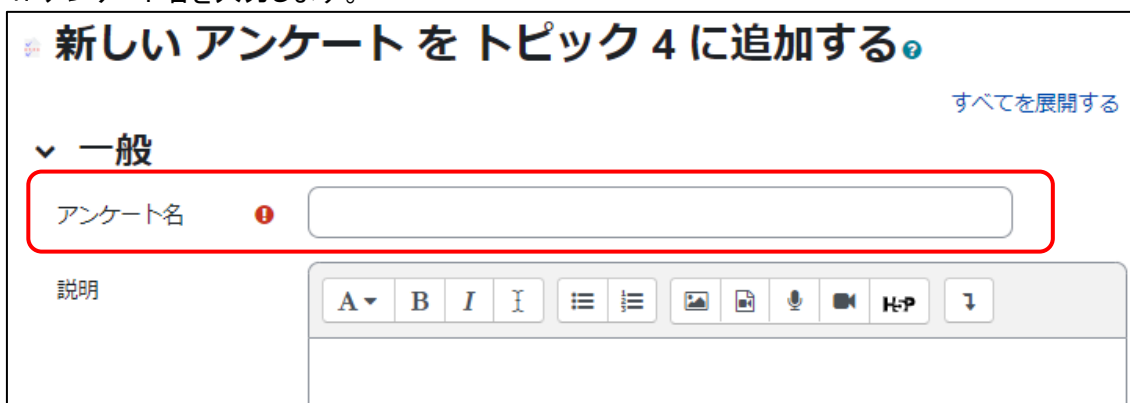 新しい アンケート を トピック 4 に追加する
すべてを展開する
一般
アンケート名
説明
A B I
H-P